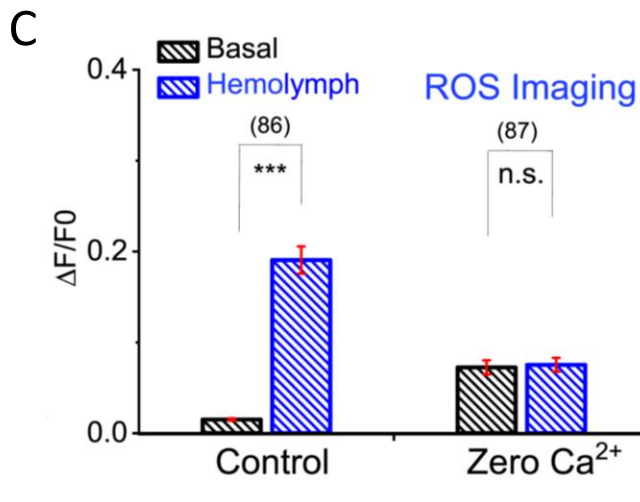 C
Basal
Hemolymph
ROS Imaging
0.4
0.2
0.0
ΔF/F0
(86)
***
(87)
n.s.
Control
Zero Ca²⁺